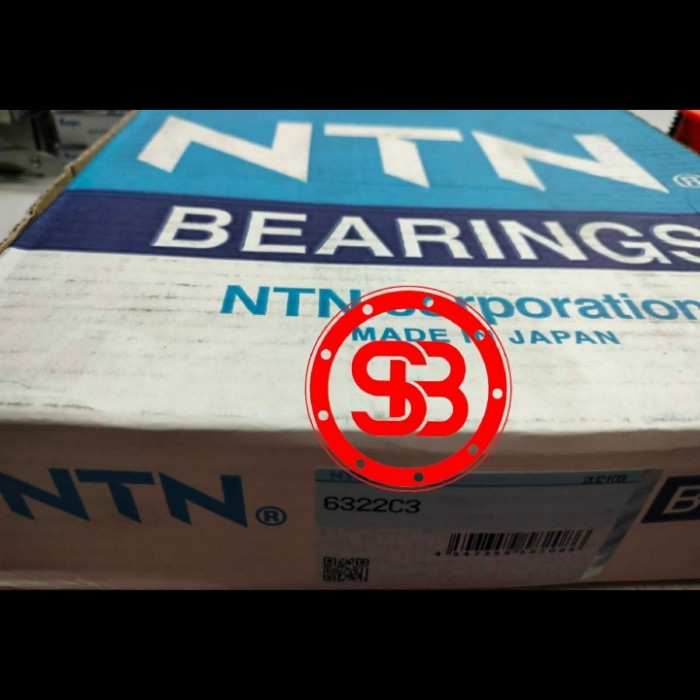 NTN®
BEARINGS
NTN corporation
MADE IN JAPAN
SB
NTN®
6322C3